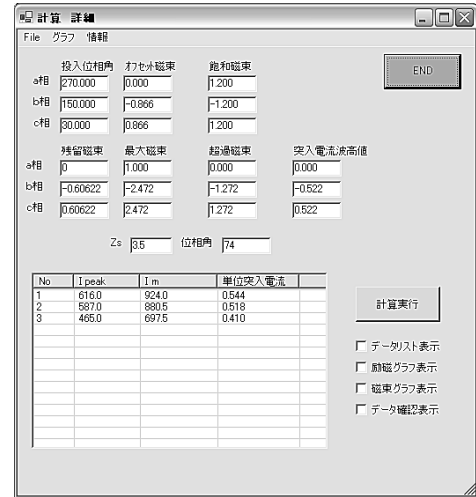 計算 詳細
File グラフ 情報
投入位相角 オフセット磁束 飽和磁束
a相 270.000 0.000 1.200
END
b相 150.000 -0.866 -1.200
c相 30.000 0.866 1.200
残留磁束 最大磁束 超過磁束 突入電流波高値
a相 0 1.000 0.000 0.000
b相 -0.60622 -2.472 -1.272 -0.522
c相 0.60622 2.472 1.272 0.522
Zs 3.5 位相角 74
No I peak I m 単位突入電流
1 616.0 924.0 0.544
2 587.0 880.5 0.518
3 465.0 697.5 0.410
計算実行
データリスト表示
励磁グラフ表示
磁束グラフ表示
データ確認表示